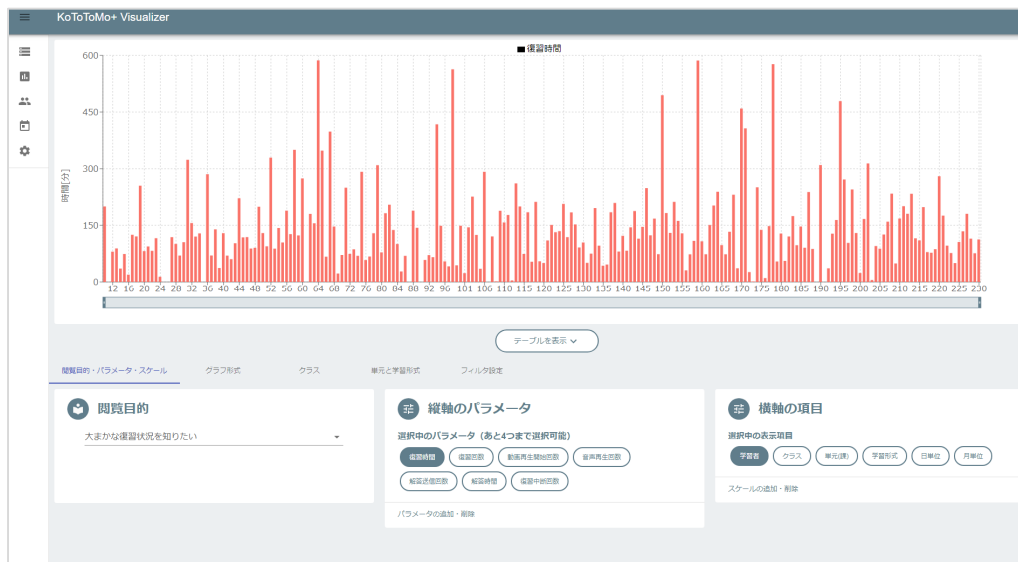 KoToToMo+ Visualizer
復習時間
600
450
300
150
0
時間[分]
12 16 20 24 28 32 36 40 44 48 52 56 60 64 68 72 76 80 84 88 92 96 101 106 110 115 120 125 130 135 140 145 150 155 160 165 170 175 180 185 190 195 200 205 210 215 220 225 230
テーブルを表示
閲覧目的・パラメータ・スケール グラフ形式 クラス 単元と学習形式 フィルタ設定
閲覧目的
大まかな復習状況を知りたい
縦軸のパラメータ
選択中のパラメータ（あと4つまで選択可能）
復習時間 復習回数 動画再生開始回数 音声再生回数
解答送信回数 解答時間 復習中断回数
パラメータの追加・削除
横軸の項目
選択中の表示項目
学習者 クラス 単元(課) 学習形式 日単位 月単位
スケールの追加・削除